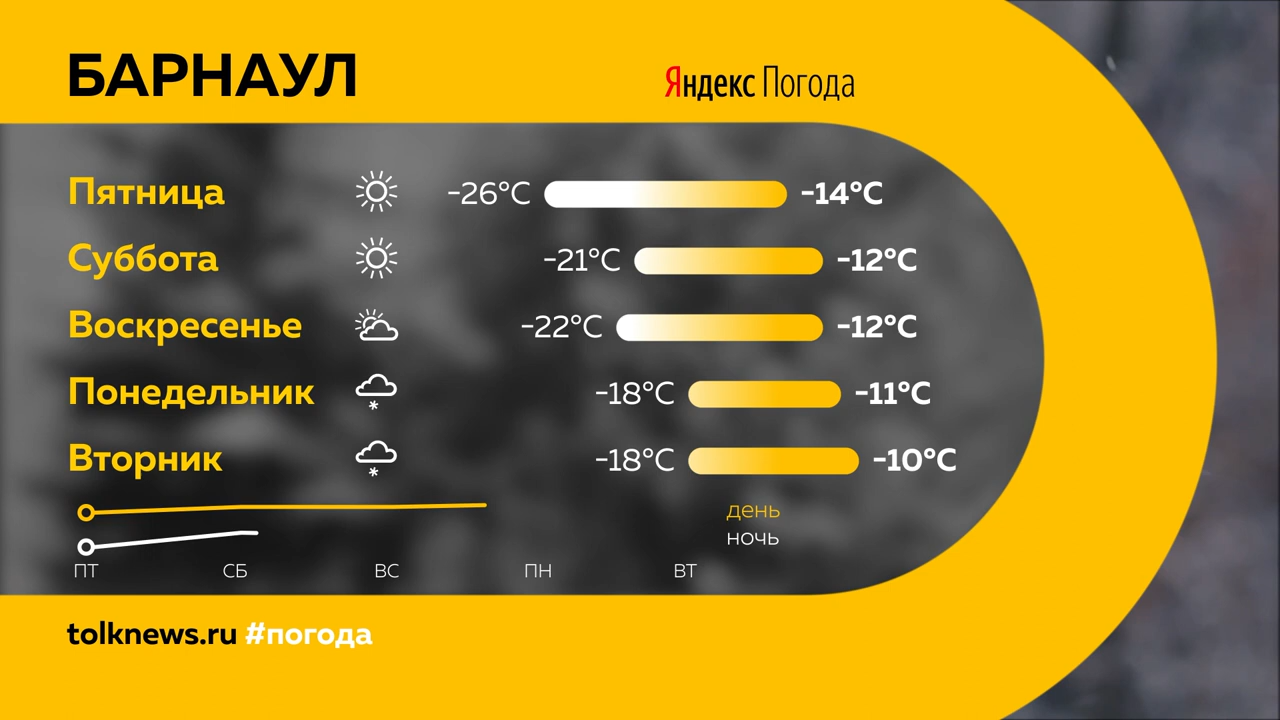 БАРНАУЛ
Яндекс Погода
Пятница -26°C -14°C
Суббота -21°C -12°C
Воскресенье -22°C -12°C
Понедельник -18°C -11°C
Вторник -18°C -10°C
день
ночь
ПТ СБ ВС ПН ВТ
tolknews.ru #погода